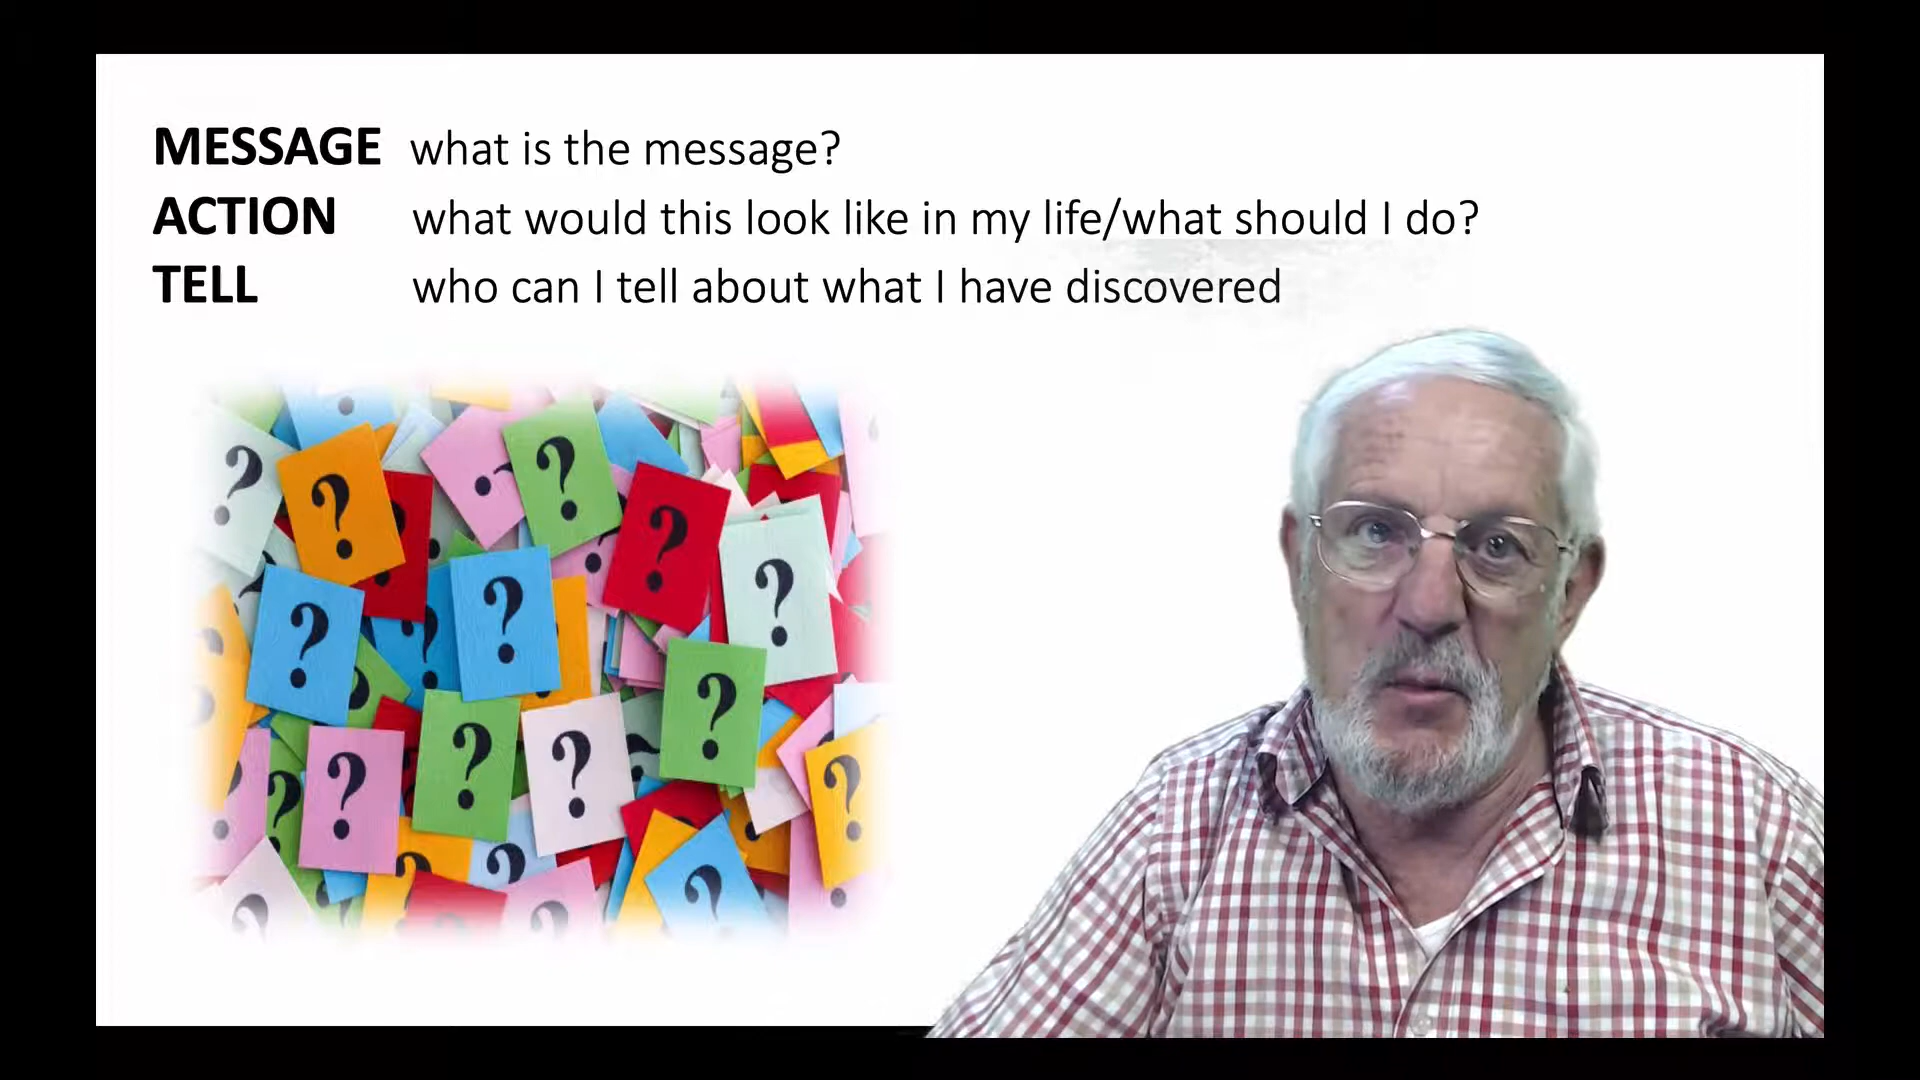 MESSAGE what is the message?
ACTION what would this look like in my life/what should I do?
TELL who can I tell about what I have discovered